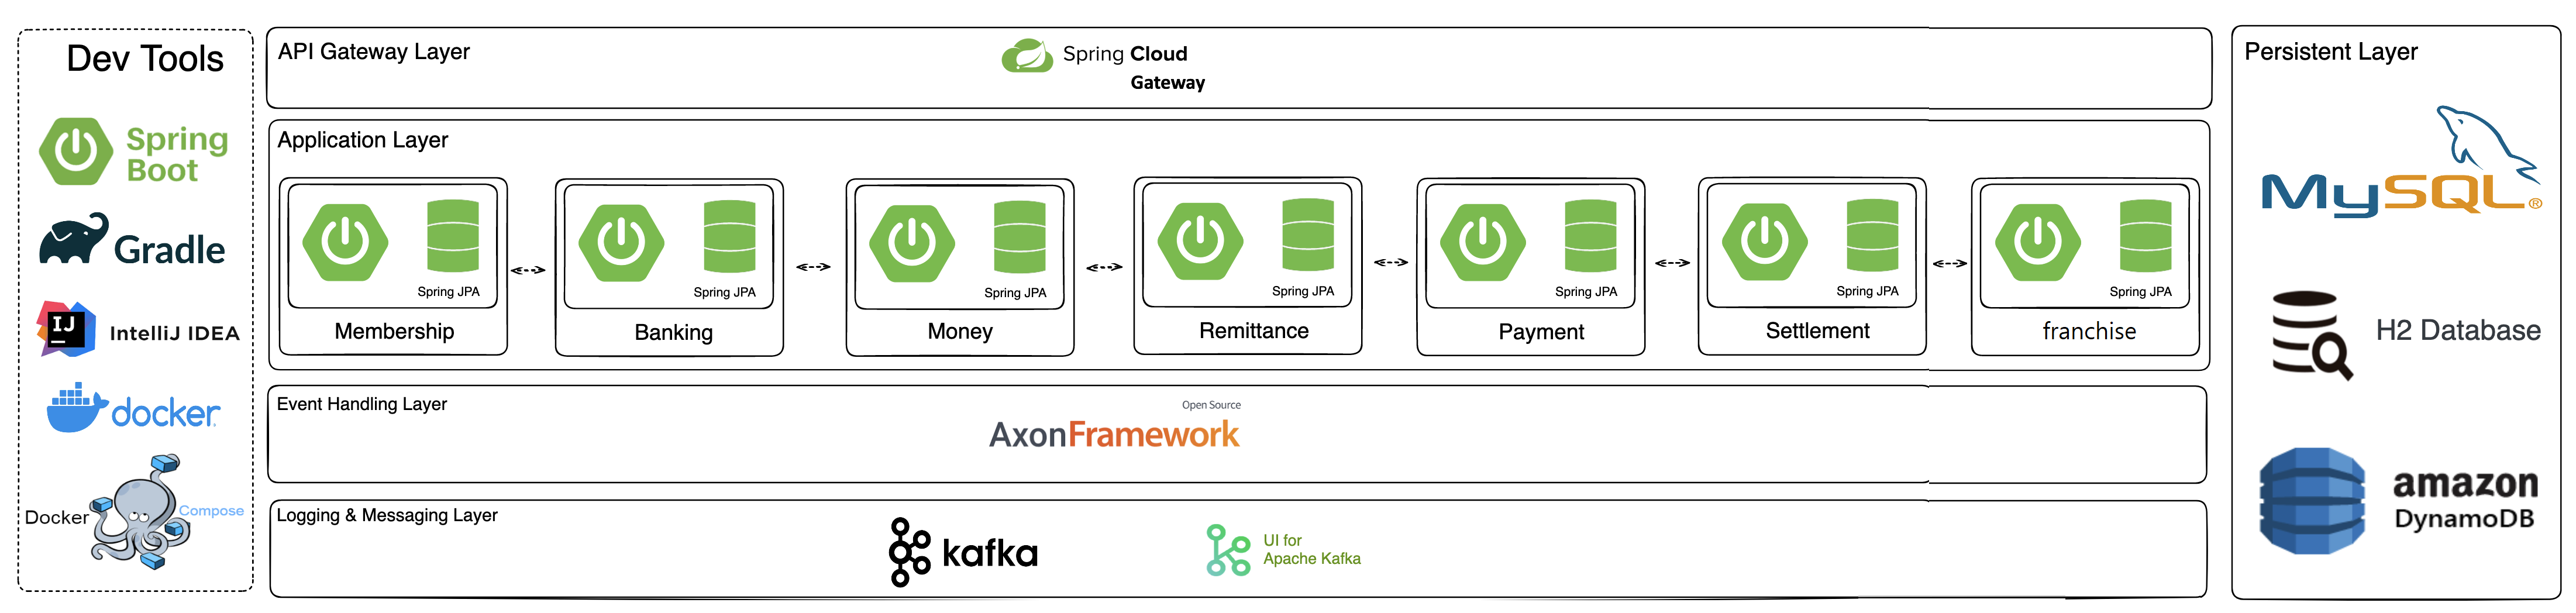 Dev Tools
Spring
Boot
Gradle
IJ
IntelliJ IDEA
docker
Docker
Compose
API Gateway Layer
Spring Cloud
Gateway
Application Layer
Spring JPA
Membership
Spring JPA
Banking
Spring JPA
Money
Spring JPA
Remittance
Spring JPA
Payment
Spring JPA
Settlement
Spring JPA
franchise
Event Handling Layer
Open Source
AxonFramework
Logging & Messaging Layer
kafka
UI for
Apache Kafka
Persistent Layer
MySQL®
H2 Database
amazon
DynamoDB